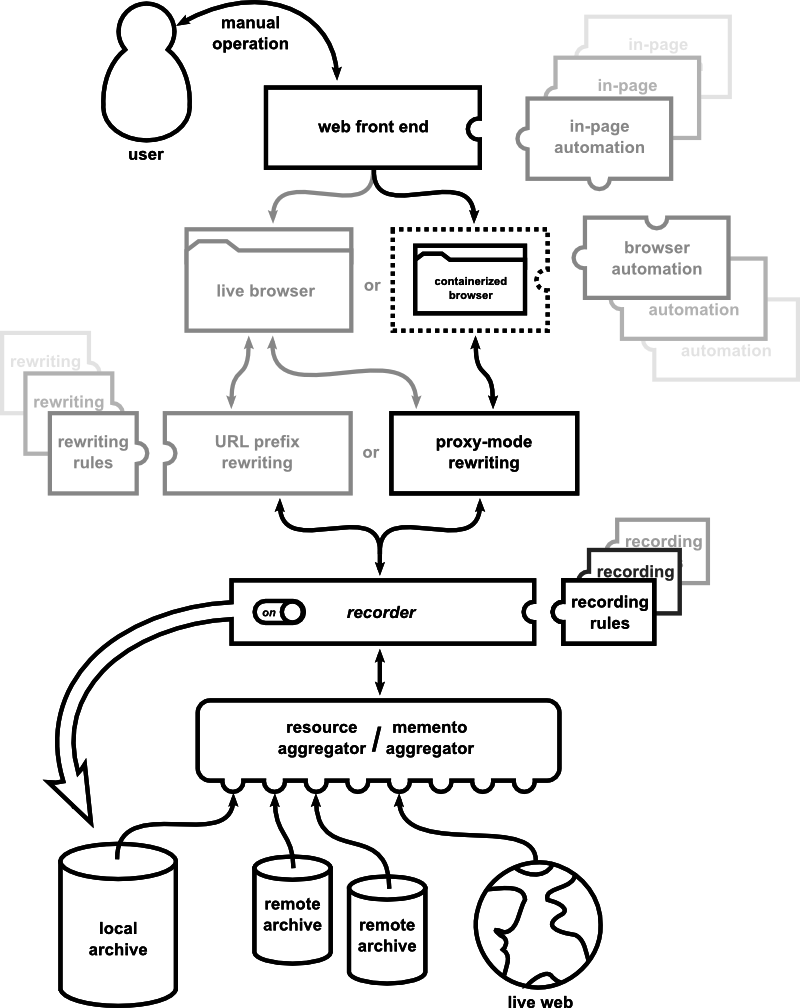 manual
operation
user
web front end
in-page
in-page
in-page
automation
live browser
or
containerized
browser
browser
automation
automation
automation
rewriting
rewriting
rewriting
rules
URL prefix
rewriting
or
proxy-mode
rewriting
recording
recording
recording
rules
on
recorder
resource
aggregator
/
memento
aggregator
local
archive
remote
archive
remote
archive
live web